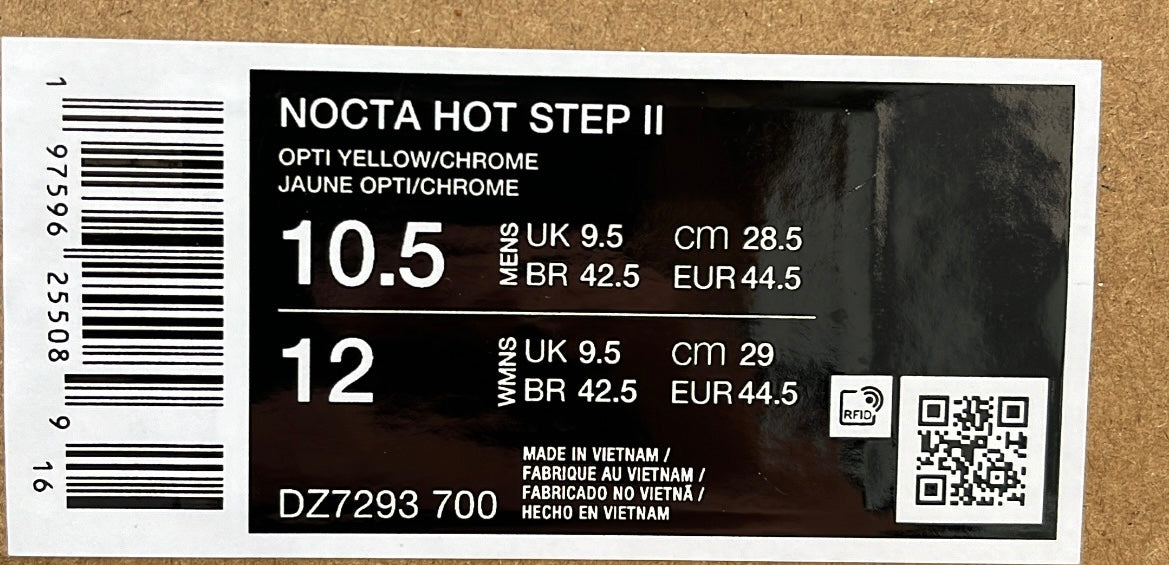 1 97596 25508 9
16
NOCTA HOT STEP II
OPTI YELLOW/CHROME
JAUNE OPTI/CHROME
10.5 MENS UK 9.5 cm 28.5
BR 42.5 EUR 44.5
12 WMNS UK 9.5 cm 29
BR 42.5 EUR 44.5
RFID
MADE IN VIETNAM /
FABRIQUE AU VIETNAM /
FABRICADO NO VIETNÃ /
HECHO EN VIETNAM
DZ7293 700